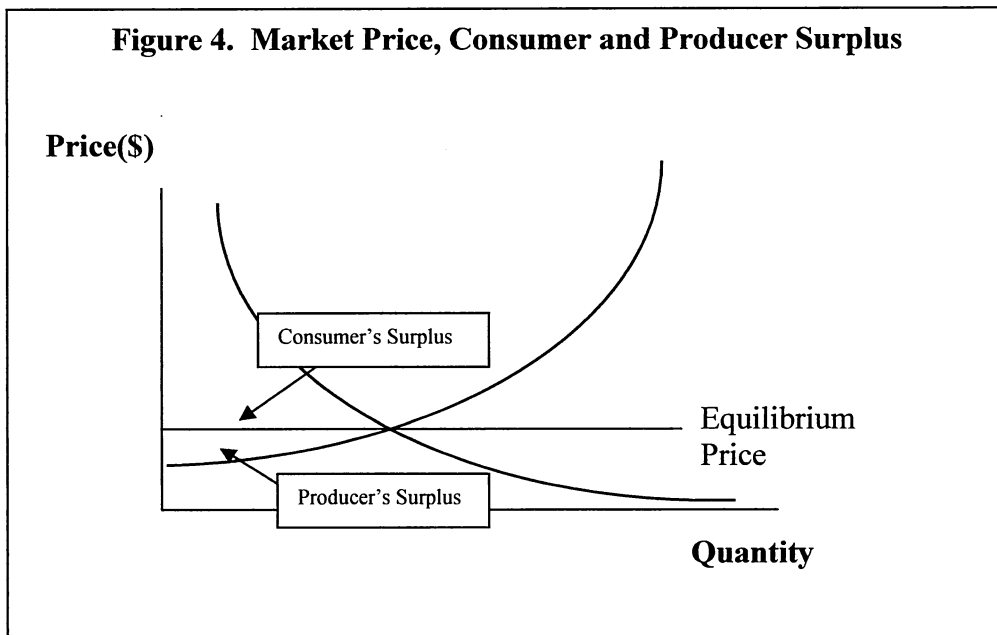 Figure 4. Market Price, Consumer and Producer Surplus
Price($)
Consumer’s Surplus
Equilibrium
Price
Producer’s Surplus
Quantity